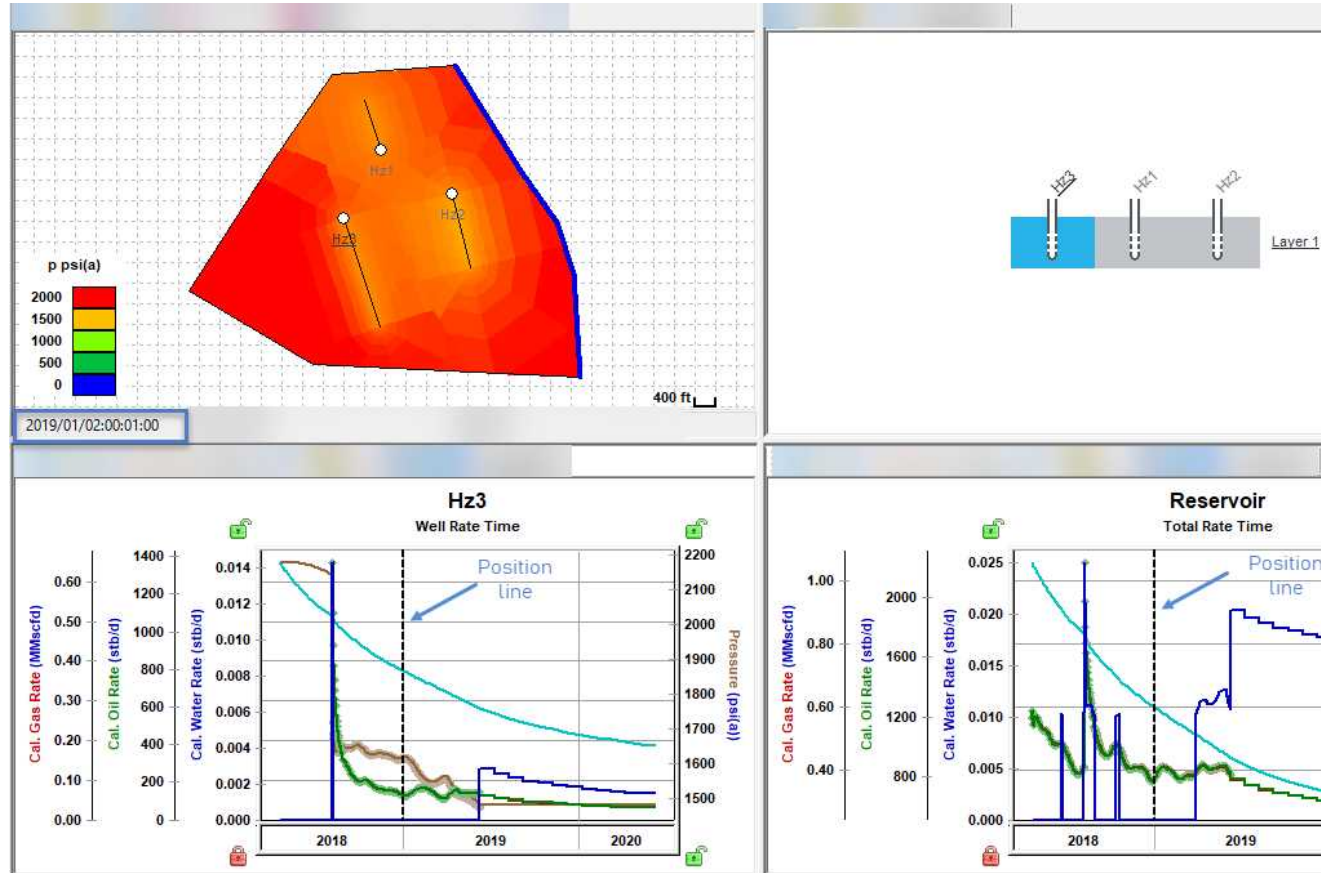 Hz1
Hz2
Hz3
p psi(a)
2000
1500
1000
500
0
400 ft
2019/01/02:00:01:00
Hz3
Hz1
Hz2
Layer 1
Hz3
Well Rate Time
Position
line
Cal. Gas Rate (MMscfd)
0.60
0.50
0.40
0.30
0.20
0.10
0.00
Cal. Oil Rate (stb/d)
1400
1200
1000
800
600
400
200
0
Cal. Water Rate (stb/d)
0.014
0.012
0.010
0.008
0.006
0.004
0.002
0.000
2200
2100
2000
1900
1800
1700
1600
1500
Pressure (psi(a))
2018
2019
2020
Reservoir
Total Rate Time
Position
line
Cal. Gas Rate (MMscfd)
1.00
0.80
0.60
0.40
Cal. Oil Rate (stb/d)
2000
1600
1200
800
Cal. Water Rate (stb/d)
0.025
0.020
0.015
0.010
0.005
0.000
2018
2019